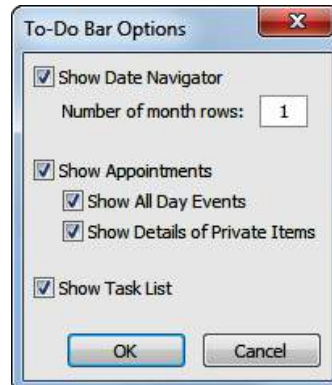 To-Do Bar Options
Show Date Navigator
Number of month rows: 1
Show Appointments
Show All Day Events
Show Details of Private Items
Show Task List
OK Cancel